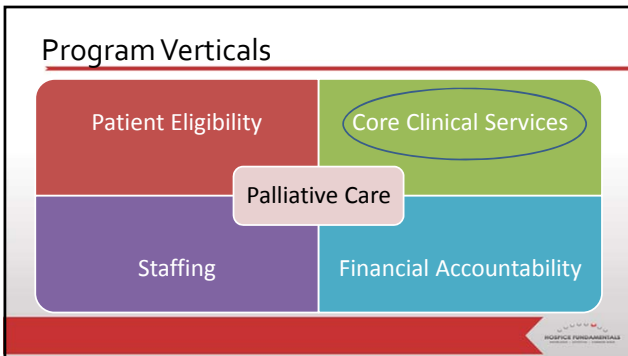 Program Verticals
Patient Eligibility
Core Clinical Services
Palliative Care
Staffing
Financial Accountability
HOSPICE FUNDAMENTALS